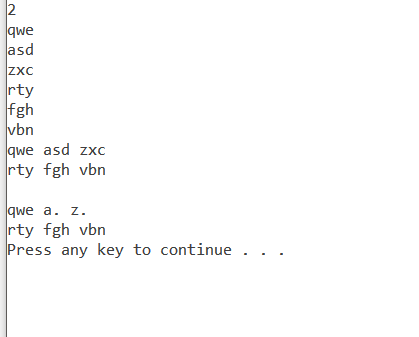 2
qwe
asd
zxc
rty
fgh
vbn
qwe asd zxc
rty fgh vbn

qwe a. z.
rty fgh vbn
Press any key to continue . . .